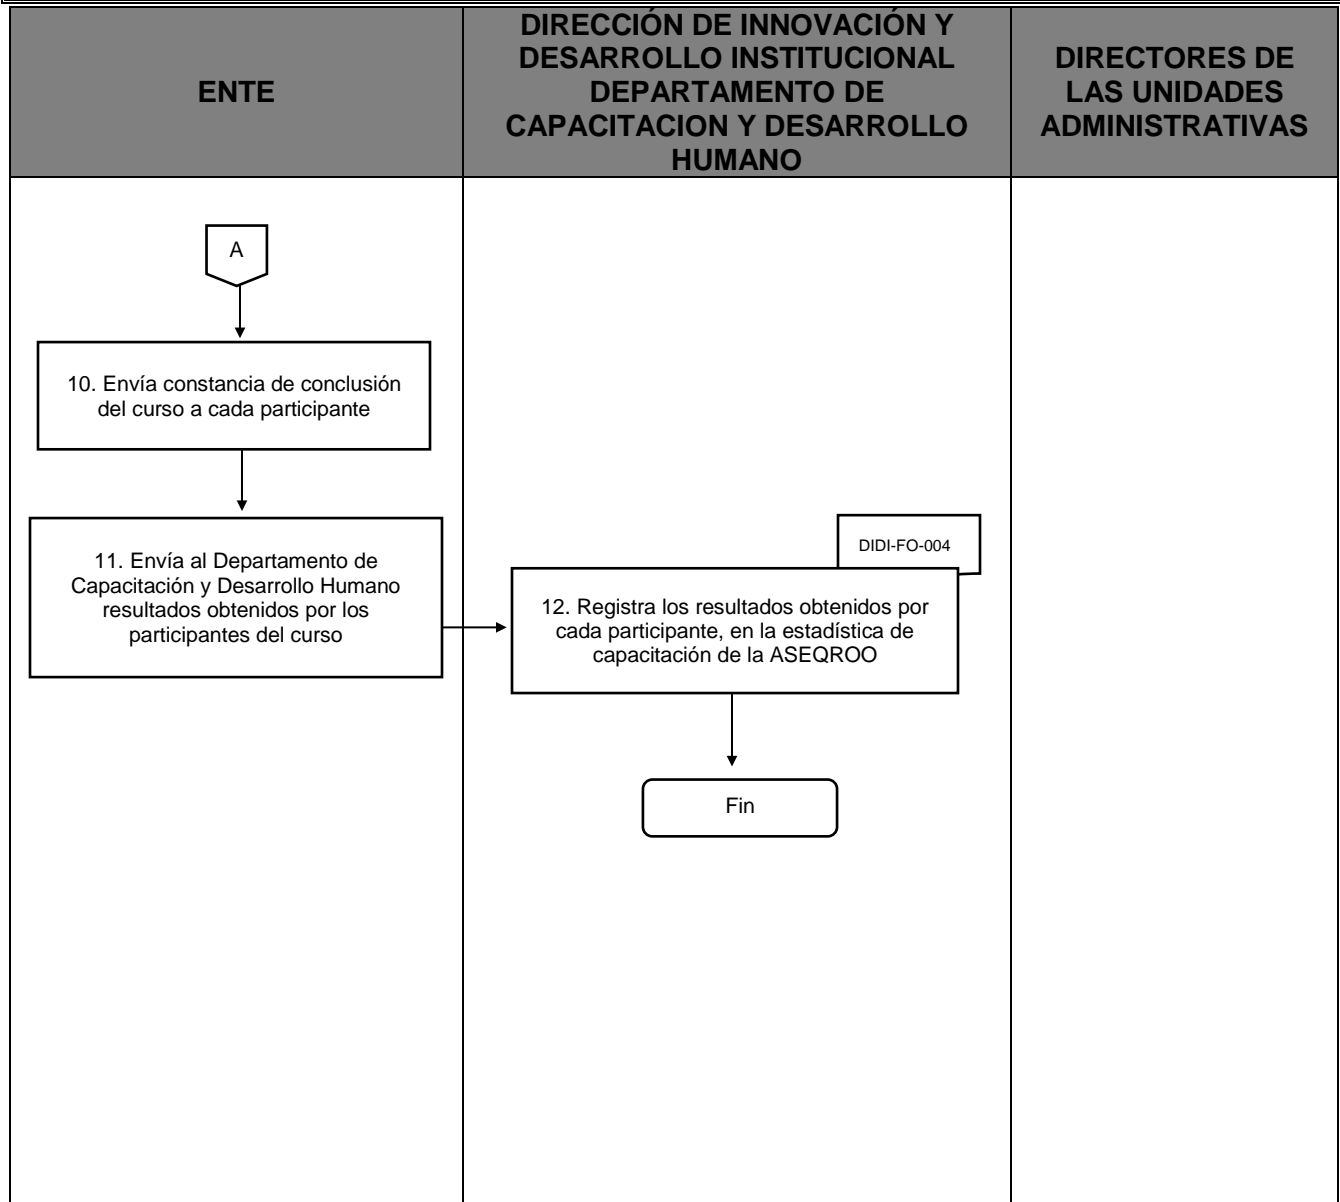 ENTE
DIRECCIÓN DE INNOVACIÓN Y
DESARROLLO INSTITUCIONAL
DEPARTAMENTO DE
CAPACITACION Y DESARROLLO
HUMANO
DIRECTORES DE
LAS UNIDADES
ADMINISTRATIVAS
A
10. Envía constancia de conclusión
del curso a cada participante
11. Envía al Departamento de
Capacitación y Desarrollo Humano
resultados obtenidos por los
participantes del curso
DIDI-FO-004
12. Registra los resultados obtenidos por
cada participante, en la estadística de
capacitación de la ASEQROO
Fin